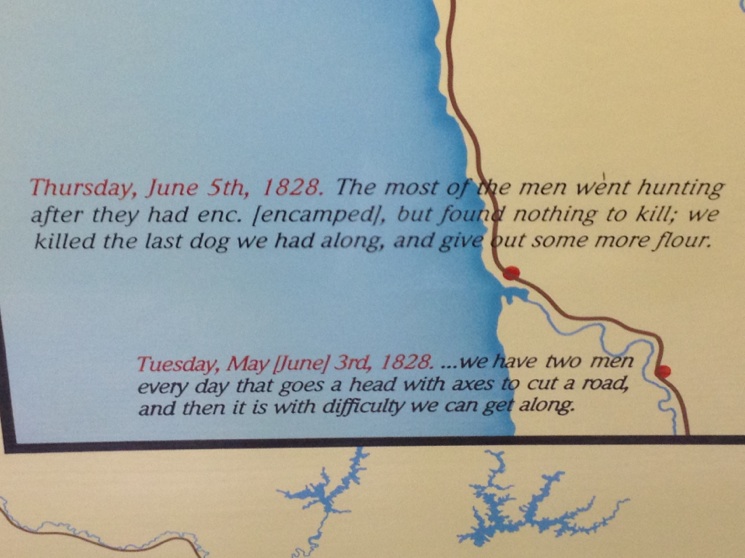 Thursday, June 5th, 1828. The most of the men went hunting
after they had enc. [encamped], but found nothing to kill; we
killed the last dog we had along, and give out some more flour.
Tuesday, May [June] 3rd, 1828. ...we have two men
every day that goes a head with axes to cut a road,
and then it is with difficulty we can get along.